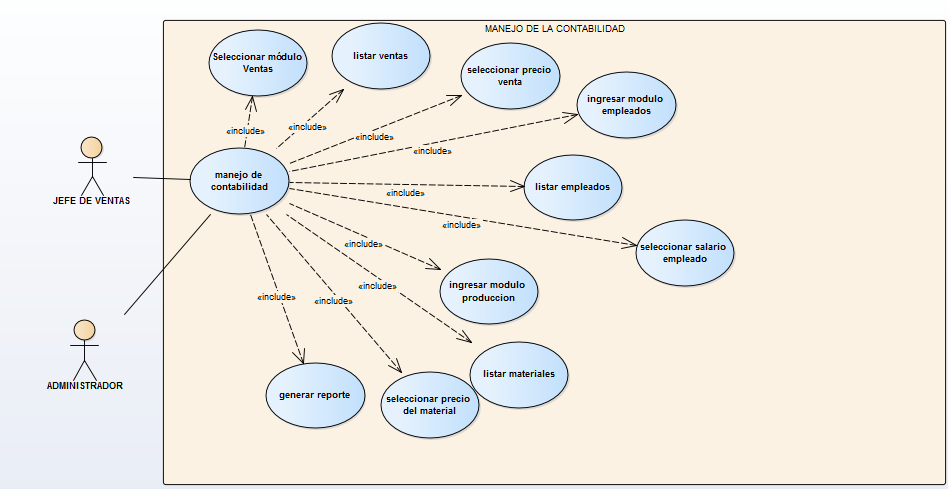 MANEJO DE LA CONTABILIDAD
Seleccionar módulo
Ventas
listar ventas
seleccionar precio
venta
ingresar modulo
empleados
«include»
«include»
«include»
«include»
manejo de
contabilidad
JEFE DE VENTAS
listar empleados
«include»
«include»
seleccionar salario
empleado
«include»
ingresar modulo
produccion
«include»
«include»
«include»
ADMINISTRADOR
generar reporte
seleccionar precio
del material
listar materiales